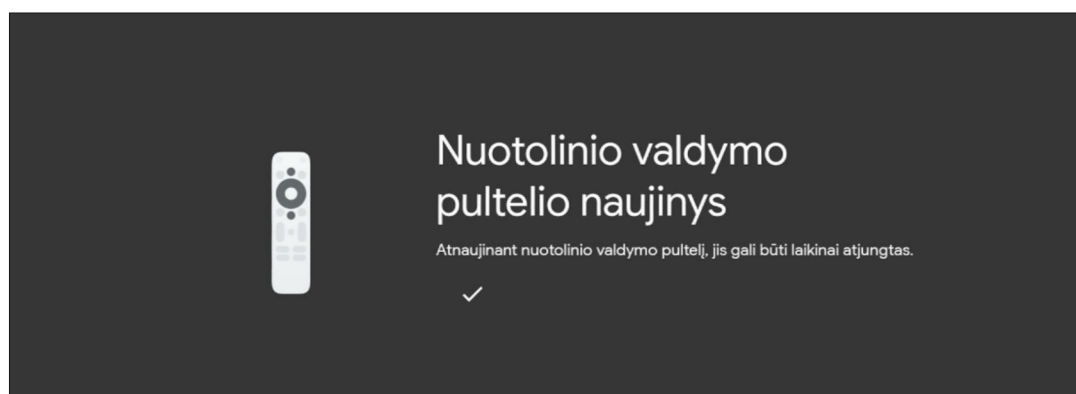 Nuotolinio valdymo
pultelio naujinys
Atnaujinant nuotolinio valdymo pultelį, jis gali būti laikinai atjungtas.